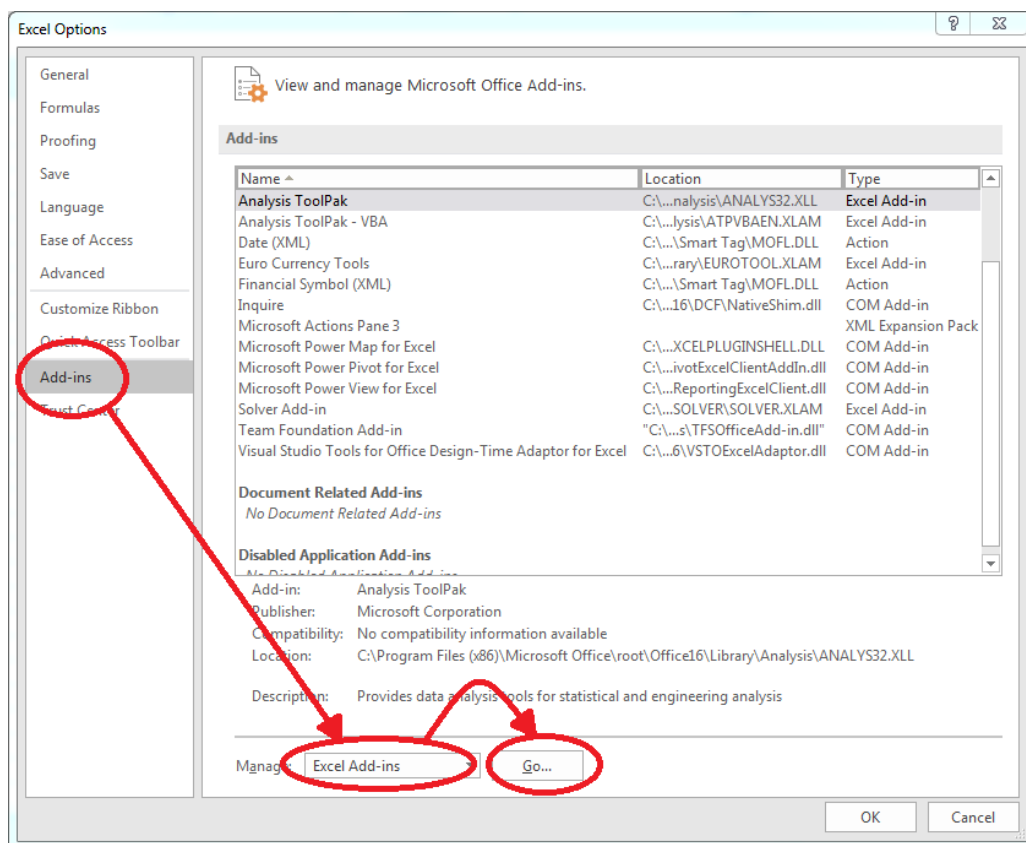 Excel Options
General
Formulas
Proofing
Save
Language
Ease of Access
Advanced
Customize Ribbon
Quick Access Toolbar
Add-ins
Trust Center
View and manage Microsoft Office Add-ins.
Add-ins
Name Location Type
Analysis ToolPak C:\...nalysis\ANALYS32.XLL Excel Add-in
Analysis ToolPak - VBA C:\...lysis\ATPVBAEN.XLAM Excel Add-in
Date (XML) C:\...\Smart Tag\MOFL.DLL Action
Euro Currency Tools C:\...rary\EUROTOOL.XLAM Excel Add-in
Financial Symbol (XML) C:\...\Smart Tag\MOFL.DLL Action
Inquire C:\...16\DCF\NativeShim.dll COM Add-in
Microsoft Actions Pane 3 XML Expansion Pack
Microsoft Power Map for Excel C:\...XCELPLUGINSHELL.DLL COM Add-in
Microsoft Power Pivot for Excel C:\...ivotExcelClientAddIn.dll COM Add-in
Microsoft Power View for Excel C:\...ReportingExcelClient.dll COM Add-in
Solver Add-in C:\...SOLVER\SOLVER.XLAM Excel Add-in
Team Foundation Add-in "C:\...s\TFSOfficeAdd-in.dll" COM Add-in
Visual Studio Tools for Office Design-Time Adaptor for Excel C:\...6\VSTOExcelAdaptor.dll COM Add-in
Document Related Add-ins
No Document Related Add-ins
Disabled Application Add-ins
No Disabled Application Add-ins
Add-in: Analysis ToolPak
Publisher: Microsoft Corporation
Compatibility: No compatibility information available
Location: C:\Program Files (x86)\Microsoft Office\root\Office16\Library\Analysis\ANALYS32.XLL
Description: Provides data analysis tools for statistical and engineering analysis
Manage: Excel Add-ins Go...
OK Cancel